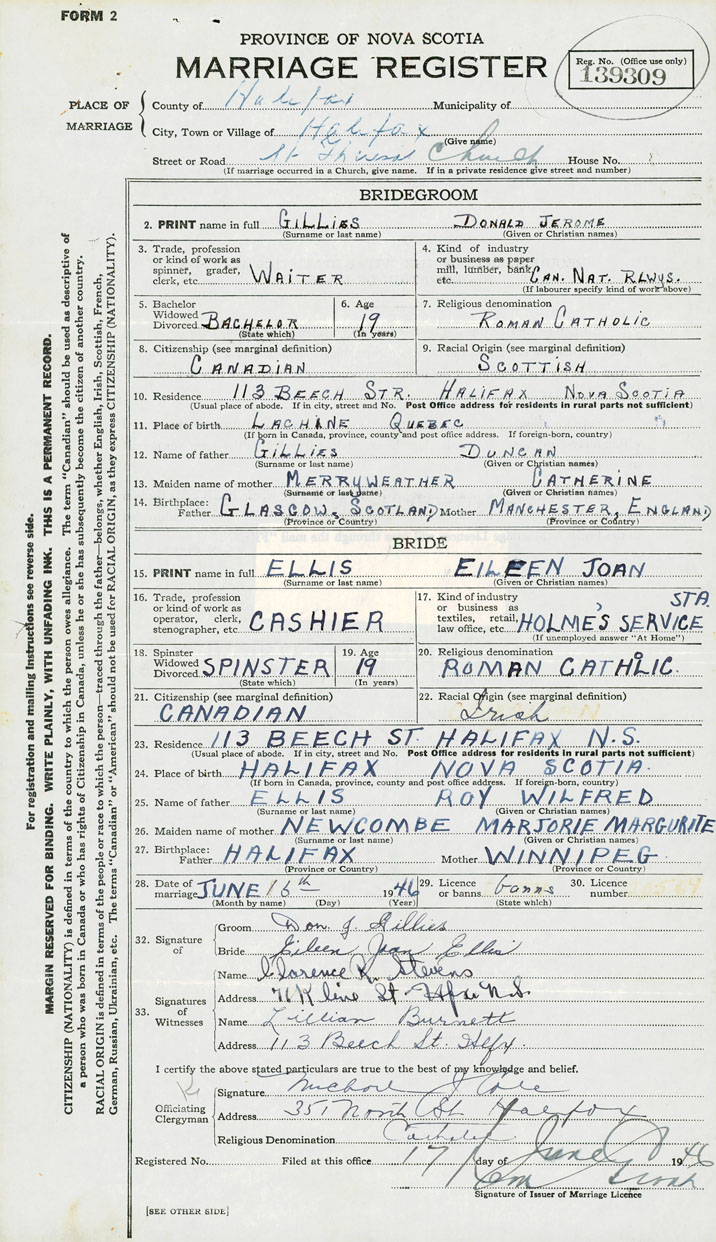 FORM 2
PROVINCE OF NOVA SCOTIA
MARRIAGE REGISTER
Reg. No. (Office use only)
139309
PLACE OF MARRIAGE
County of Halifax Municipality of
City, Town or Village of Halifax
(Give name)
Street or Road St Church House No.
(If marriage occurred in a Church, give name. If in a private residence give street and number)
BRIDEGROOM
2. PRINT name in full GILLIES DONALD JEROME
(Surname or last name) (Given or Christian names)
3. Trade, profession or kind of work as spinner, grader, clerk, etc. WAITER
4. Kind of industry or business as paper mill, lumber, bank, etc. CAN. NAT. RLWYS.
(If labourer specify kind of work above)
5. Bachelor Widowed Divorced BACHELOR
(State which)
6. Age 19
(In years)
7. Religious denomination ROMAN CATHOLIC
8. Citizenship (see marginal definition) CANADIAN
9. Racial Origin (see marginal definition) SCOTTISH
10. Residence 113 BEECH STR. HALIFAX NOVA SCOTIA
(Usual place of abode. If in city, street and No. Post Office address for residents in rural parts not sufficient)
11. Place of birth LACHINE QUEBEC
(If born in Canada, province, county and post office address. If foreign-born, country)
12. Name of father GILLIES DUNCAN
(Surname or last name) (Given or Christian names)
13. Maiden name of mother MERRYWEATHER CATHERINE
(Surname or last name) (Given or Christian names)
14. Birthplace: Father GLASGOW, SCOTLAND Mother MANCHESTER, ENGLAND
(Province or Country) (Province or Country)
BRIDE
15. PRINT name in full ELLIS EILEEN JOAN
(Surname or last name) (Given or Christian names)
16. Trade, profession or kind of work as operator, clerk, stenographer, etc. CASHIER
17. Kind of industry or business as textiles, retail, law office, etc. HOLME'S SERVICE STA.
(If unemployed answer "At Home")
18. Spinster Widowed Divorced SPINSTER
(State which)
19. Age 19
(In years)
20. Religious denomination ROMAN CATHOLIC.
21. Citizenship (see marginal definition) CANADIAN
22. Racial Origin (see marginal definition) Irish
23. Residence 113 BEECH ST. HALIFAX N.S.
(Usual place of abode. If in city, street and No. Post Office address for residents in rural parts not sufficient)
24. Place of birth HALIFAX NOVA SCOTIA.
(If born in Canada, province, county and post office address. If foreign-born, country)
25. Name of father ELLIS ROY WILFRED
(Surname or last name) (Given or Christian names)
26. Maiden name of mother NEWCOMBE MARJORIE MARGURITE
(Surname or last name) (Given or Christian names)
27. Birthplace: Father HALIFAX Mother WINNIPEG.
(Province or Country) (Province or Country)
28. Date of marriage JUNE 16th 1946
(Month by name) (Day) (Year)
29. Licence or banns banns
(State which)
30. Licence number
32. Signature of
Groom Don J. Gillies
Bride Eileen Joan Ellis
33. Signatures of Witnesses
Name Clarence R. Stevens
Address 71 Kline St. Hfx N.S.
Name Lillian Burnett
Address 113 Beech St. Hlfx.
I certify the above stated particulars are true to the best of my knowledge and belief.
Officiating Clergyman
Signature Michael J Cole
Address 351 North St Halifax
Religious Denomination Catholic
Registered No. Filed at this office 17 day of June 1946
Signature of Issuer of Marriage Licence
[SEE OTHER SIDE]
For registration and mailing instructions see reverse side.
MARGIN RESERVED FOR BINDING. WRITE PLAINLY, WITH UNFADING INK. THIS IS A PERMANENT RECORD.
CITIZENSHIP (NATIONALITY) is defined in terms of the country to which the person owes allegiance. The term "Canadian" should be used as descriptive of
a person who was born in Canada or who has rights of Citizenship in Canada, unless he or she has subsequently become the citizen of another country.
RACIAL ORIGIN is defined in terms of the people or race to which the person—traced through the father—belongs, whether English, Irish, Scottish, French,
German, Russian, Ukrainian, etc. The terms "Canadian" or "American" should not be used for RACIAL ORIGIN, as they express CITIZENSHIP (NATIONALITY).